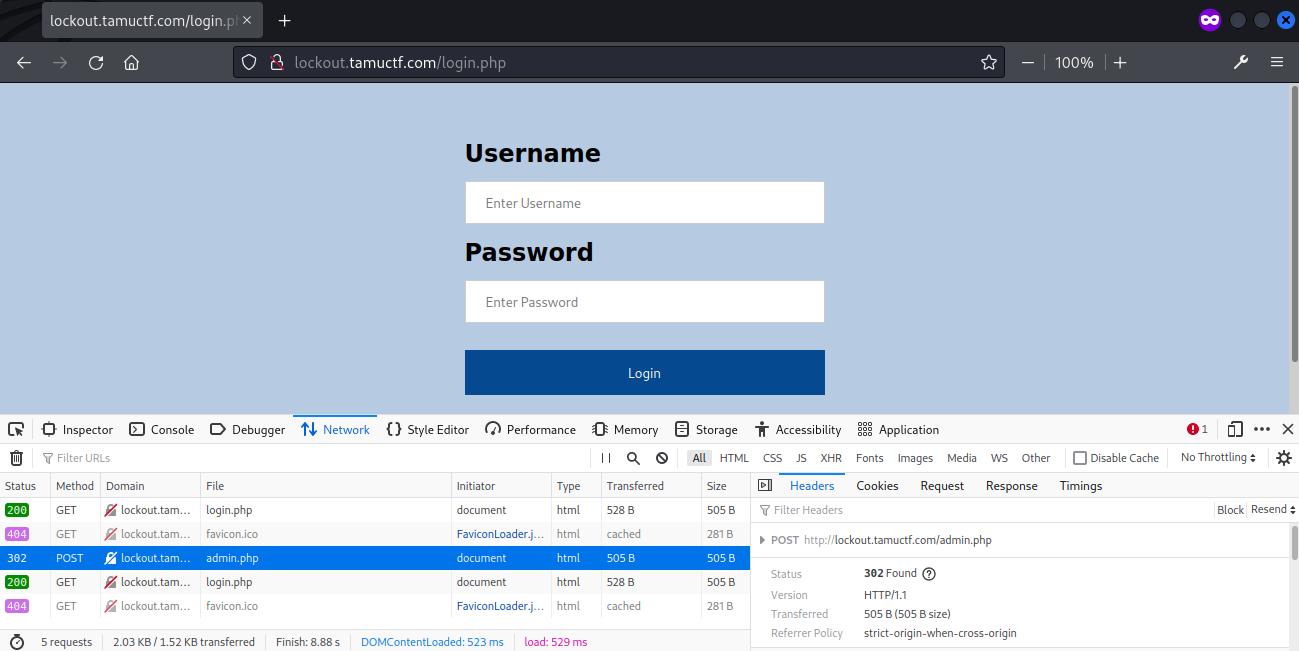 lockout.tamuctf.com/login.p
lockout.tamuctf.com/login.php 100%
Username
Enter Username
Password
Enter Password
Login
Inspector Console Debugger Network Style Editor Performance Memory Storage Accessibility Application 1
Filter URLs All HTML CSS JS XHR Fonts Images Media WS Other Disable Cache No Throttling
Status Method Domain File Initiator Type Transferred Size
200 GET lockout.tam... login.php document html 528 B 505 B
404 GET lockout.tam... favicon.ico FaviconLoader.j... html cached 281 B
302 POST lockout.tam... admin.php document html 505 B 505 B
200 GET lockout.tam... login.php document html 528 B 505 B
404 GET lockout.tam... favicon.ico FaviconLoader.j... html cached 281 B
5 requests 2.03 KB / 1.52 KB transferred Finish: 8.88 s DOMContentLoaded: 523 ms load: 529 ms
Headers Cookies Request Response Timings
Filter Headers Block Resend
POST http://lockout.tamuctf.com/admin.php
Status 302 Found
Version HTTP/1.1
Transferred 505 B (505 B size)
Referrer Policy strict-origin-when-cross-origin